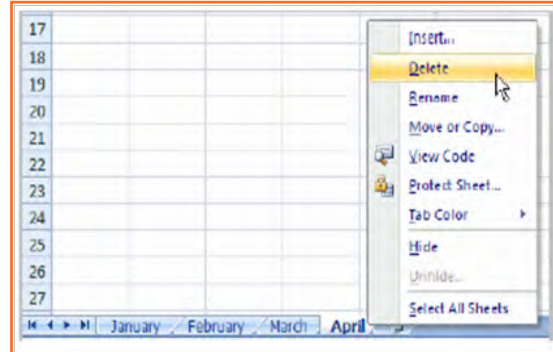 17
18
19
20
21
22
23
24
25
26
27
Insert...
Delete
Rename
Move or Copy...
View Code
Protect Sheet...
Tab Color
Hide
Unhide...
Select All Sheets
January February March April